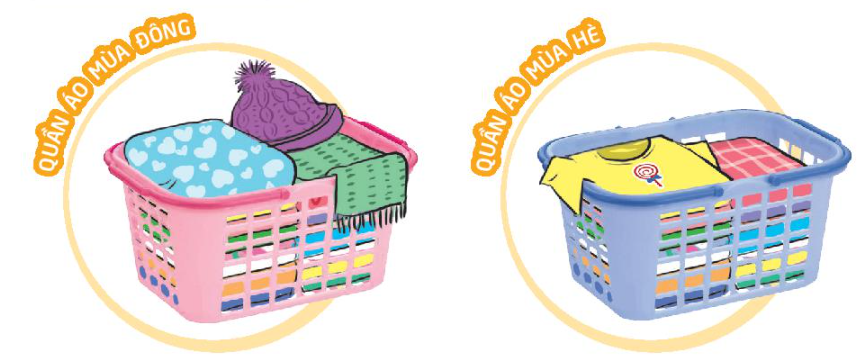 QUẦN ÁO MÙA ĐÔNG
QUẦN ÁO MÙA HÈ